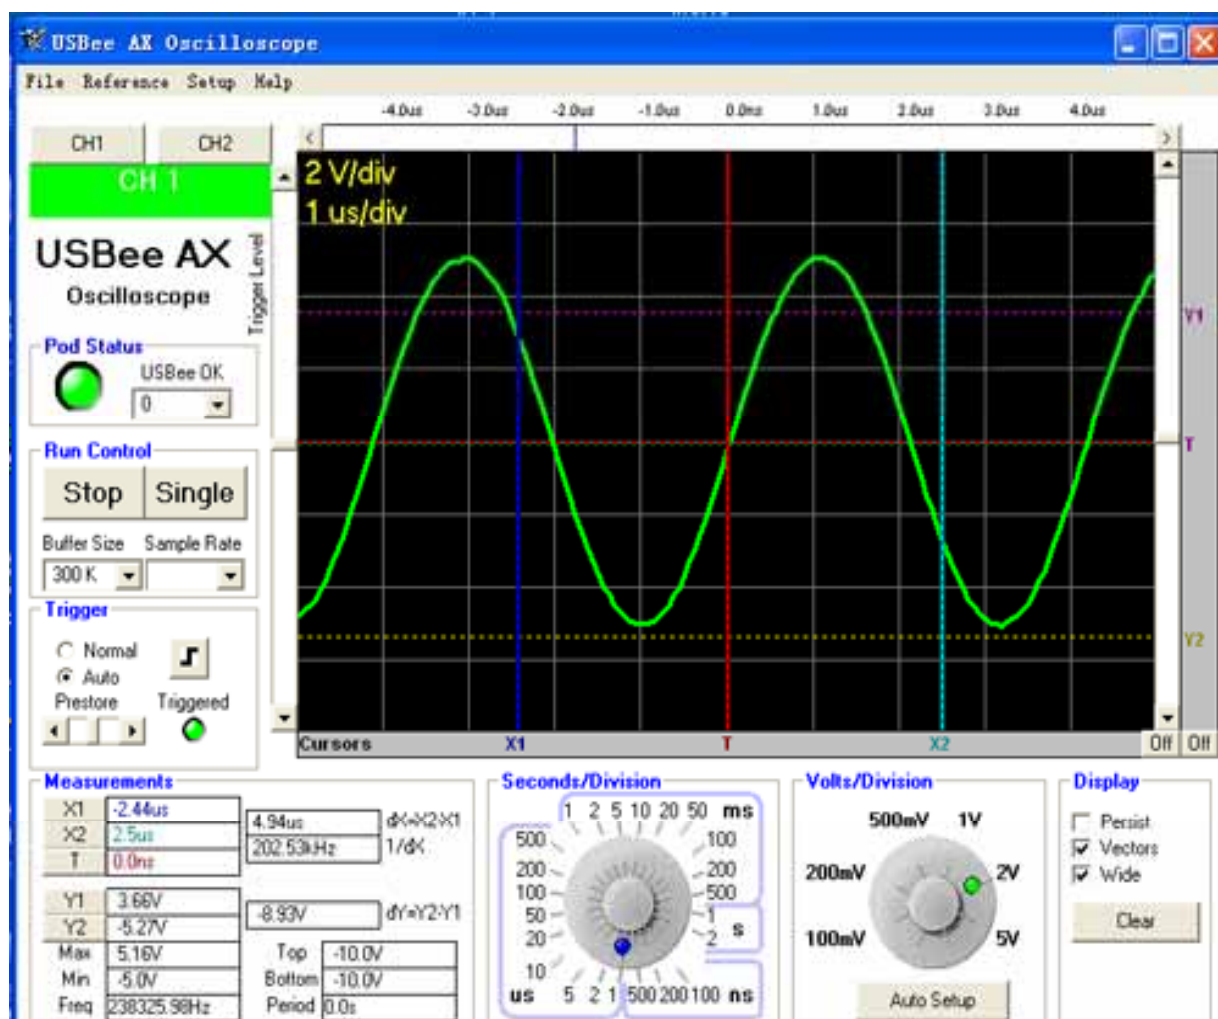 USBee AX Oscilloscope
File Reference Setup Help
-4.0us -3.0us -2.0us -1.0us 0.0ns 1.0us 2.0us 3.0us 4.0us
CH1 CH2
CH 1
2 V/div
1 us/div
USBee AX
Oscilloscope
Trigger Level
V1
Pod Status
USBee OK
0
T
Run Control
Stop Single
Buffer Size Sample Rate
300 K
Trigger
Normal
Auto
Prestore Triggered
Y2
Cursors X1 T X2 Off Off
Measurements
X1 -2.44us
X2 2.5us
T 0.0ns
4.94us dX=X2-X1
202.53kHz 1/dX
Y1 3.66V
Y2 -5.27V
-8.93V dY=Y2-Y1
Max 5.16V Top -10.0V
Min -5.0V Bottom -10.0V
Freq 238325.98Hz Period 0.0s
Seconds/Division
1 2 5 10 20 50 ms
500 100
200 200
100 500
50 1
20 2 s
10
us 5 2 1 500 200 100 ns
Volts/Division
500mV 1V
200mV 2V
100mV 5V
Auto Setup
Display
Persist
Vectors
Wide
Clear